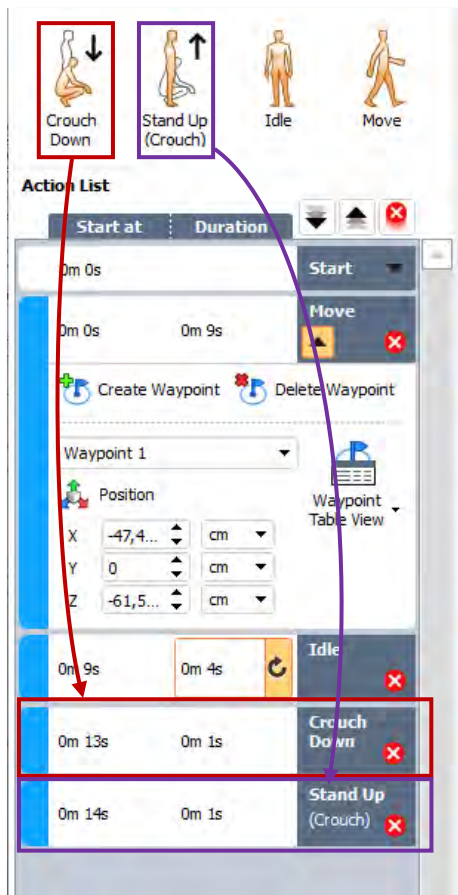 Crouch Down
Stand Up (Crouch)
Idle
Move
Action List
Start at Duration
0m 0s Start
0m 0s 0m 9s Move
Create Waypoint Delete Waypoint
Waypoint 1
Position
Waypoint Table View
X -47,4... cm
Y 0 cm
Z -61,5... cm
0m 9s 0m 4s Idle
0m 13s 0m 1s Crouch Down
0m 14s 0m 1s Stand Up (Crouch)